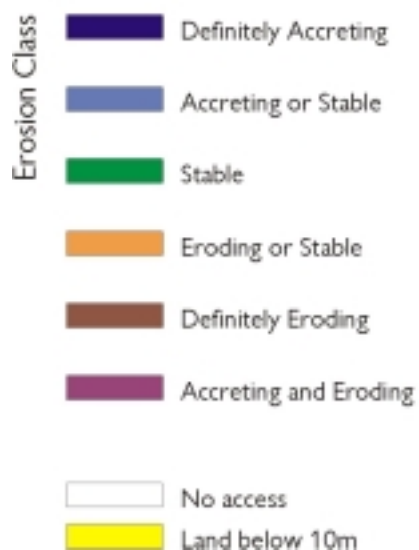 Erosion Class
Definitely Accreting
Accreting or Stable
Stable
Eroding or Stable
Definitely Eroding
Accreting and Eroding
No access
Land below 10m